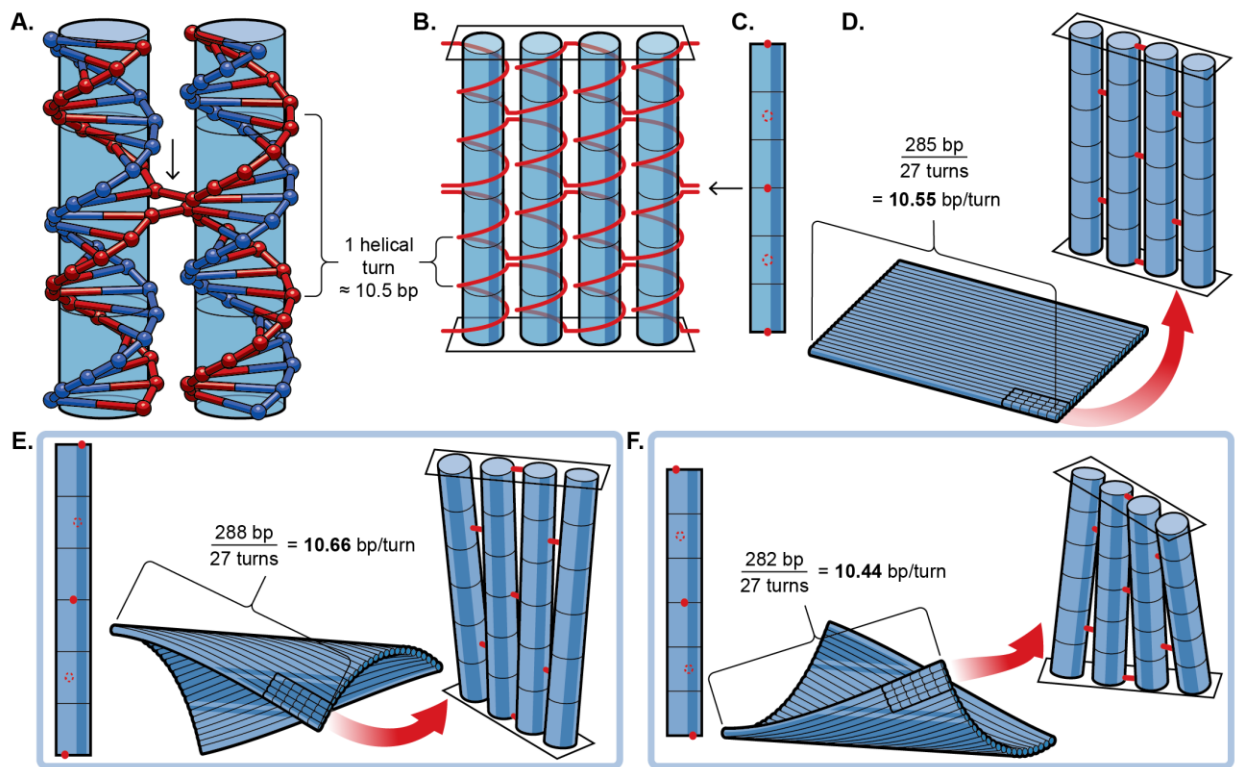 A.
B.
C.
D.
1 helical
turn
≈ 10.5 bp
285 bp
27 turns
= 10.55 bp/turn
E.
288 bp
27 turns
= 10.66 bp/turn
F.
282 bp
27 turns
= 10.44 bp/turn